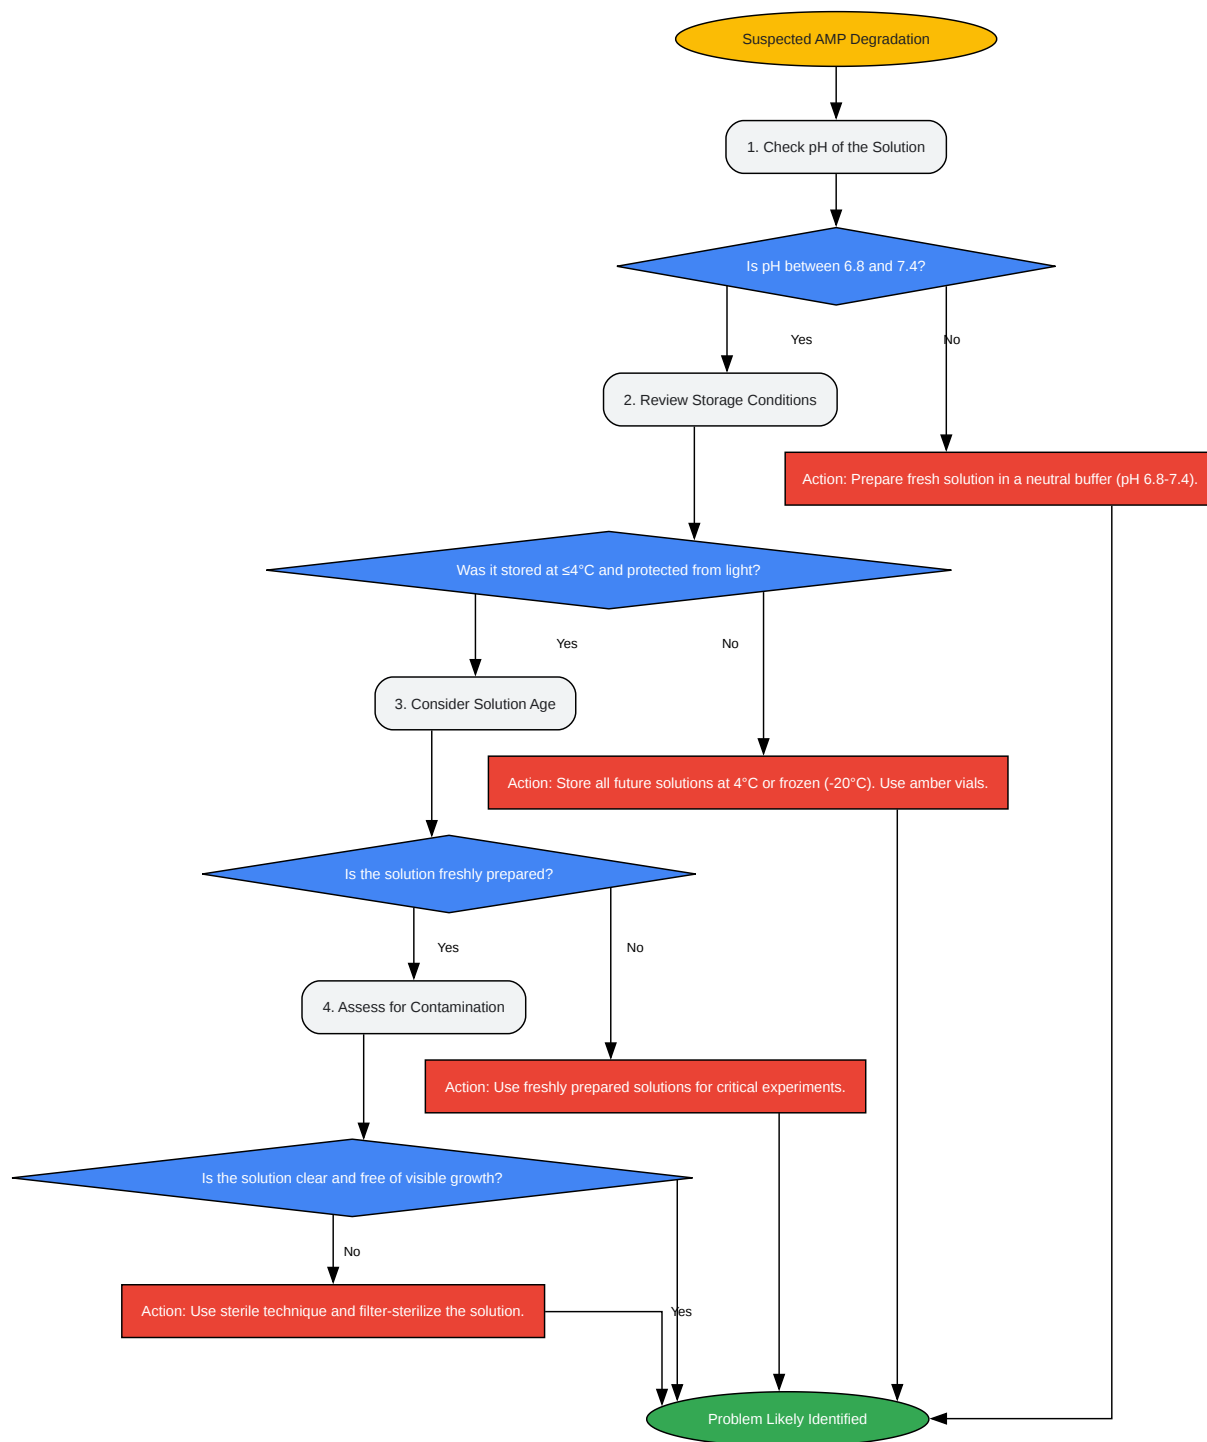 Suspected AMP Degradation
1. Check pH of the Solution
Is pH between 6.8 and 7.4?
Yes
No
2. Review Storage Conditions
Action: Prepare fresh solution in a neutral buffer (pH 6.8-7.4).
Was it stored at ≤4°C and protected from light?
Yes
No
3. Consider Solution Age
Action: Store all future solutions at 4°C or frozen (-20°C). Use amber vials.
Is the solution freshly prepared?
Yes
No
4. Assess for Contamination
Action: Use freshly prepared solutions for critical experiments.
Is the solution clear and free of visible growth?
No
Action: Use sterile technique and filter-sterilize the solution.
Yes
Problem Likely Identified